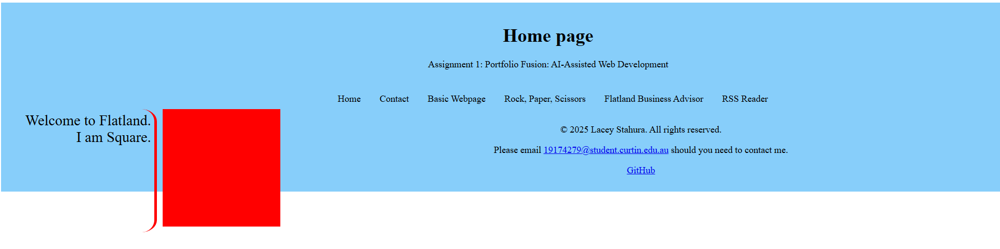 Home page
Assignment 1: Portfolio Fusion: AI-Assisted Web Development
Home Contact Basic Webpage Rock, Paper, Scissors Flatland Business Advisor RSS Reader
Welcome to Flatland.
I am Square.
© 2025 Lacey Stahura. All rights reserved.
Please email 19174279@student.curtin.edu.au should you need to contact me.
GitHub